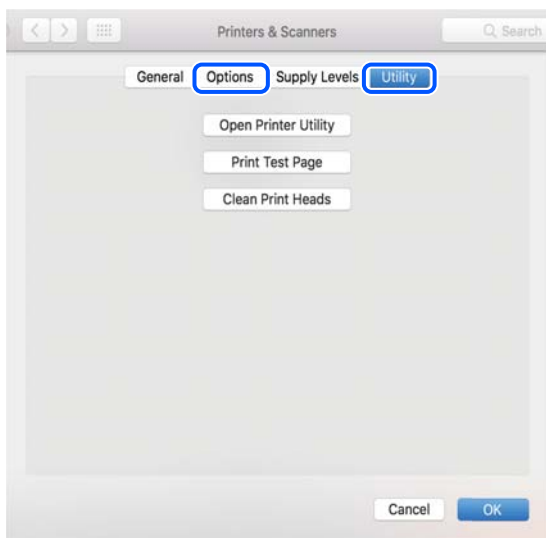 Printers & Scanners Search
General Options Supply Levels Utility
Open Printer Utility
Print Test Page
Clean Print Heads
Cancel OK